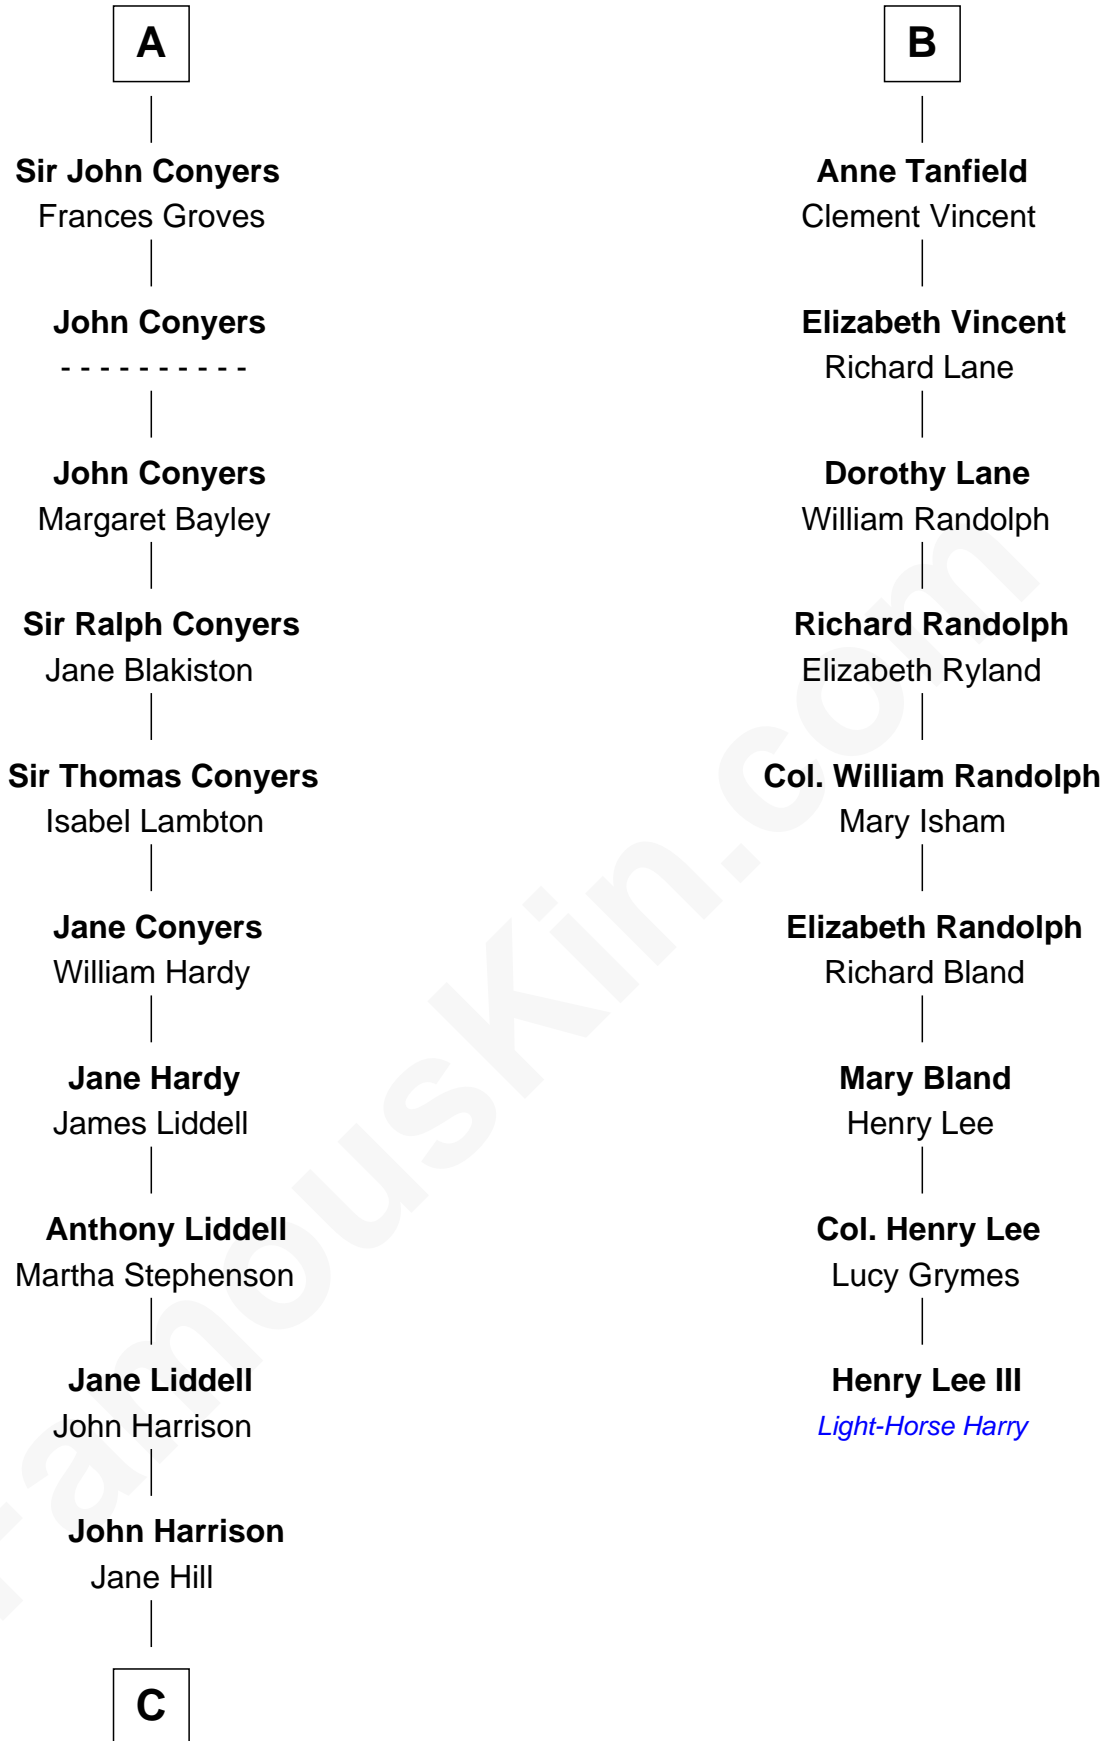 A
Sir John Conyers
Frances Groves
John Conyers
- - - - - - - - - -
John Conyers
Margaret Bayley
Sir Ralph Conyers
Jane Blakiston
Sir Thomas Conyers
Isabel Lambton
Jane Conyers
William Hardy
Jane Hardy
James Liddell
Anthony Liddell
Martha Stephenson
Jane Liddell
John Harrison
John Harrison
Jane Hill
C
B
Anne Tanfield
Clement Vincent
Elizabeth Vincent
Richard Lane
Dorothy Lane
William Randolph
Richard Randolph
Elizabeth Ryland
Col. William Randolph
Mary Isham
Elizabeth Randolph
Richard Bland
Mary Bland
Henry Lee
Col. Henry Lee
Lucy Grymes
Henry Lee III
Light-Horse Harry
FamousKin.com